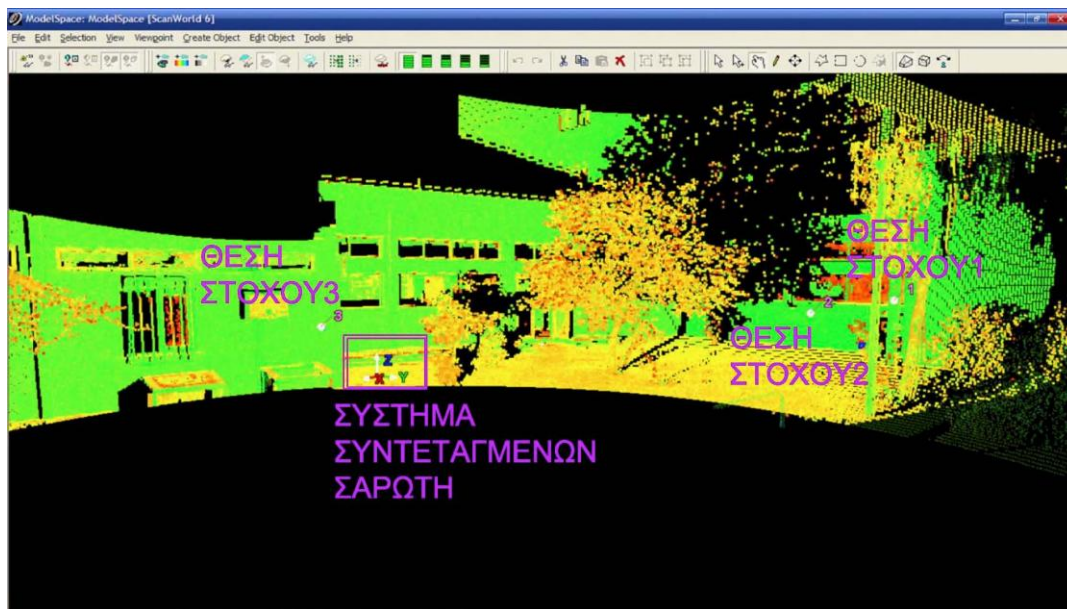 ModelSpace: ModelSpace [ScanWorld 6]
File Edit Selection View Viewpoint Create Object Edit Object Tools Help
ΘΕΣΗ
ΣΤΟΧΟΥ1
1
ΘΕΣΗ
ΣΤΟΧΟΥ3
3
2
ΘΕΣΗ
ΣΤΟΧΟΥ2
Z
X Y
ΣΥΣΤΗΜΑ
ΣΥΝΤΕΤΑΓΜΕΝΩΝ
ΣΑΡΩΤΗ